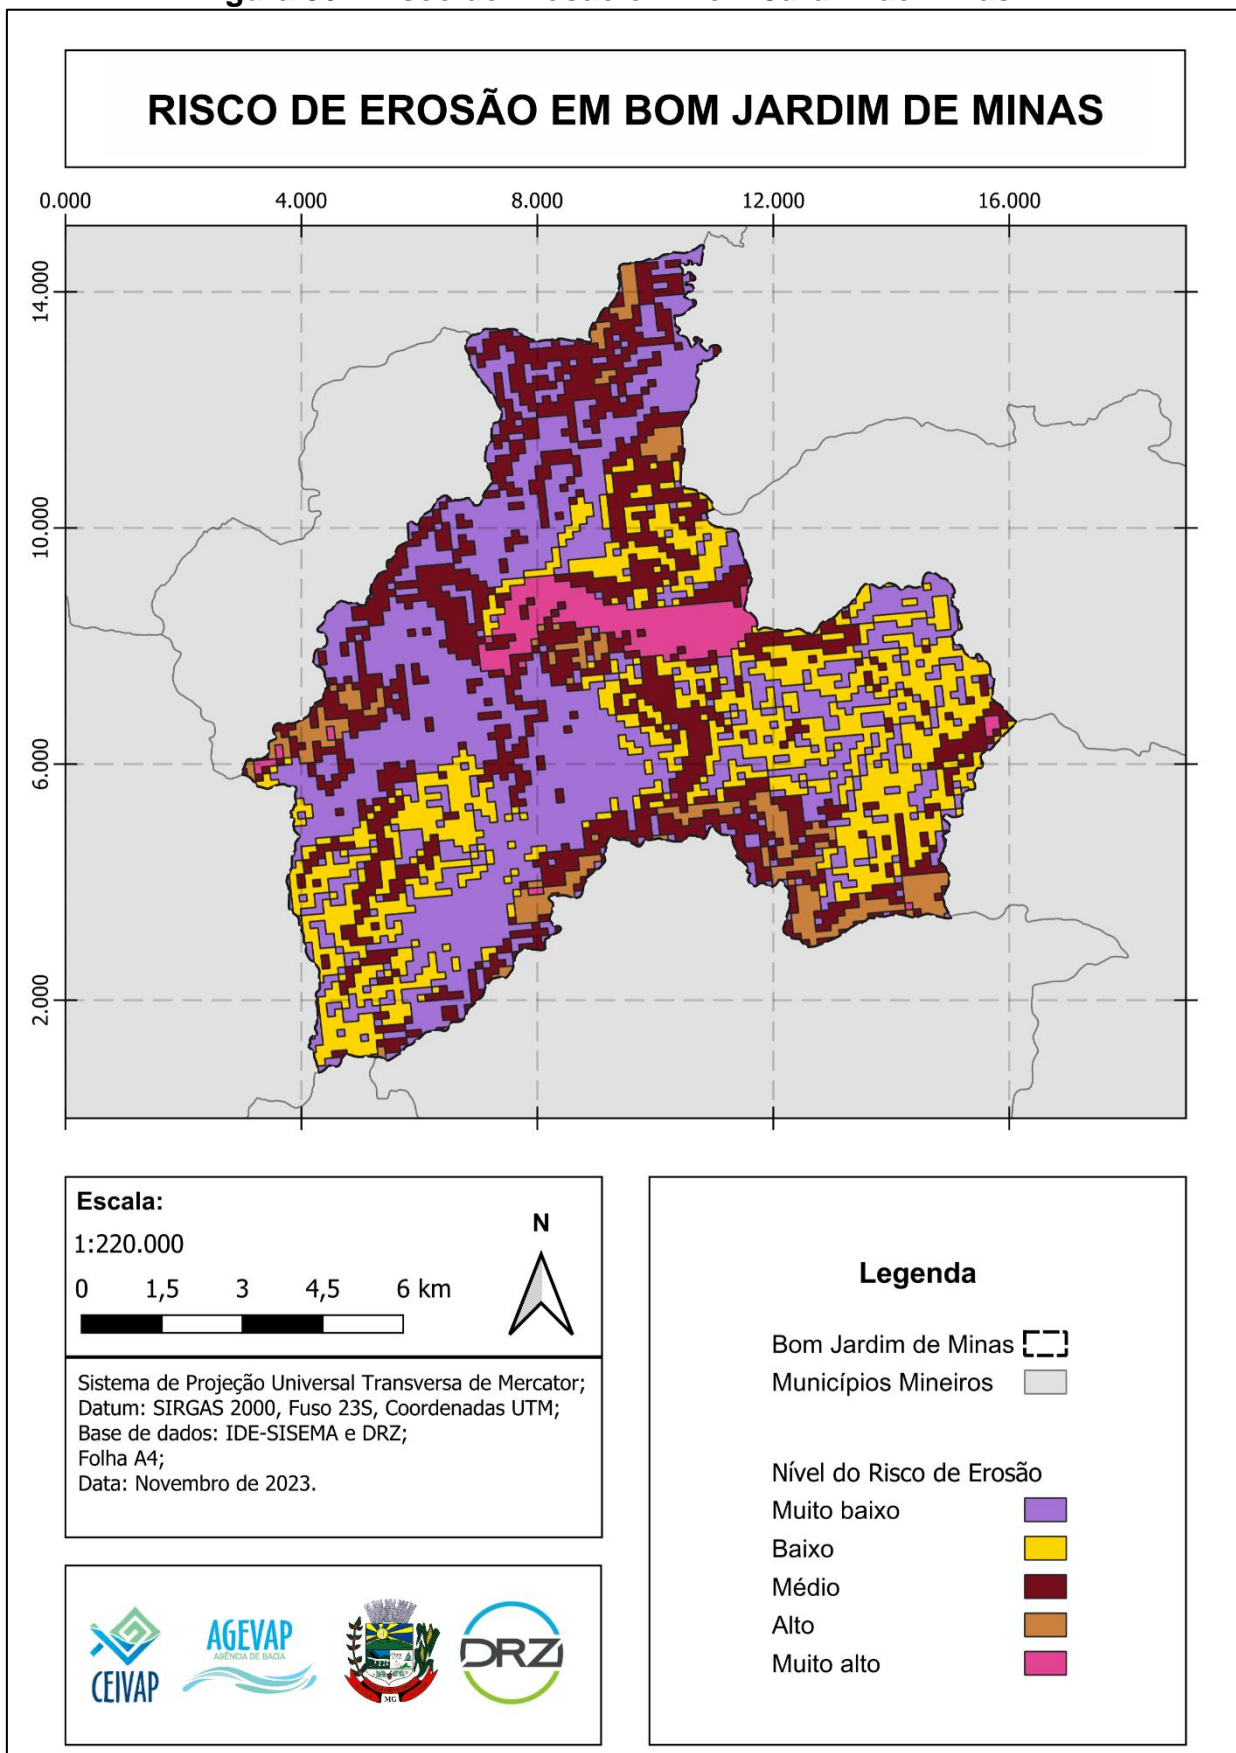 RISCO DE EROSÃO EM BOM JARDIM DE MINAS
0.000 4.000 8.000 12.000 16.000
14.000
10.000
6.000
2.000
Escala:
1:220.000
0 1,5 3 4,5 6 km
N
Sistema de Projeção Universal Transversa de Mercator;
Datum: SIRGAS 2000, Fuso 23S, Coordenadas UTM;
Base de dados: IDE-SISEMA e DRZ;
Folha A4;
Data: Novembro de 2023.
Legenda
Bom Jardim de Minas
Municípios Mineiros
Nível do Risco de Erosão
Muito baixo
Baixo
Médio
Alto
Muito alto
CEIVAP
AGEVAP
AGÊNCIA DE BACIA
MG
DRZ